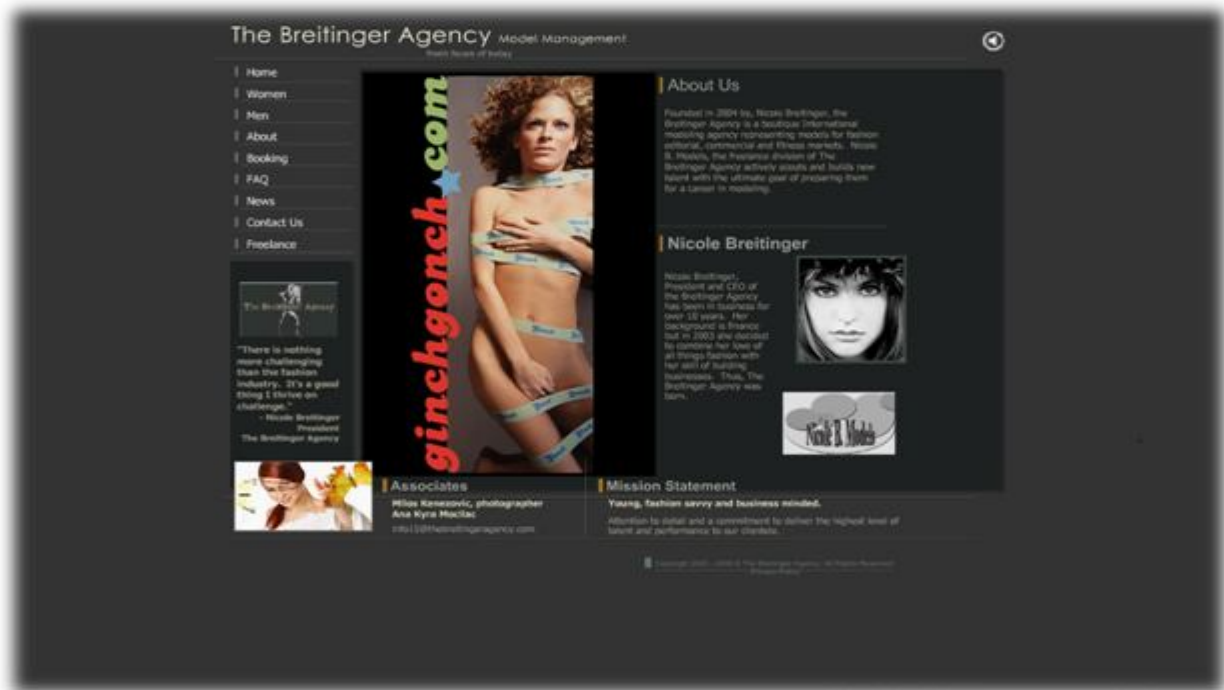 The Breitinger Agency Model Management
Home
Women
Men
About
Booking
FAQ
News
Contact Us
Freelance
The Breitinger Agency
"There is nothing
more challenging
than the fashion
industry. It's a good
thing I thrive on
challenge."
- Nicole Breitinger
President
The Breitinger Agency
ginchgonch.com
About Us
Founded in 2004 by, Nicole Breitinger, the
Breitinger Agency is a boutique International
modeling agency representing models for fashion
editorial, commercial and fitness markets. Nicole
B. Models, the freelance division of The
Breitinger Agency actively scouts and builds new
talent with the ultimate goal of preparing them
for a career in modeling.
Nicole Breitinger
Nicole Breitinger,
President and CEO of
the Breitinger Agency
has been in business for
over 10 years. Her
background is finance
but in 2003 she decided
to combine her love of
all things fashion with
her skill of building
businesses. Thus, The
Breitinger Agency was
born.
Nicole B. Models
Associates
Milos Kenezovic, photographer
Ana Kyra Macilac
Mission Statement
Young, fashion savvy and business minded.
Attention to detail and a commitment to deliver the highest level of
talent and performance to our clientele.